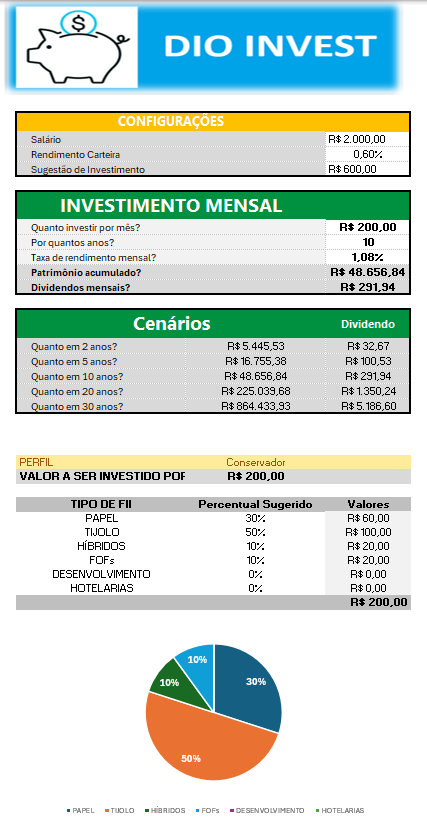 $
DIO INVEST
CONFIGURAÇÕES
Salário R$ 2.000,00
Rendimento Carteira 0,60%
Sugestão de Investimento R$ 600,00
INVESTIMENTO MENSAL
Quanto investir por mês? R$ 200,00
Por quantos anos? 10
Taxa de rendimento mensal? 1,08%
Patrimônio acumulado? R$ 48.656,84
Dividendos mensais? R$ 291,94
Cenários Dividendo
Quanto em 2 anos? R$ 5.445,53 R$ 32,67
Quanto em 5 anos? R$ 16.755,38 R$ 100,53
Quanto em 10 anos? R$ 48.656,84 R$ 291,94
Quanto em 20 anos? R$ 225.039,68 R$ 1.350,24
Quanto em 30 anos? R$ 864.433,93 R$ 5.186,60
PERFIL Conservador
VALOR A SER INVESTIDO POR R$ 200,00
TIPO DE FII Percentual Sugerido Valores
PAPEL 30% R$ 60,00
TIJOLO 50% R$ 100,00
HÍBRIDOS 10% R$ 20,00
FOFs 10% R$ 20,00
DESENVOLVIMENTO 0% R$ 0,00
HOTELARIAS 0% R$ 0,00
R$ 200,00
10%
30%
10%
50%
PAPEL TIJOLO HÍBRIDOS FOFs DESENVOLVIMENTO HOTELARIAS